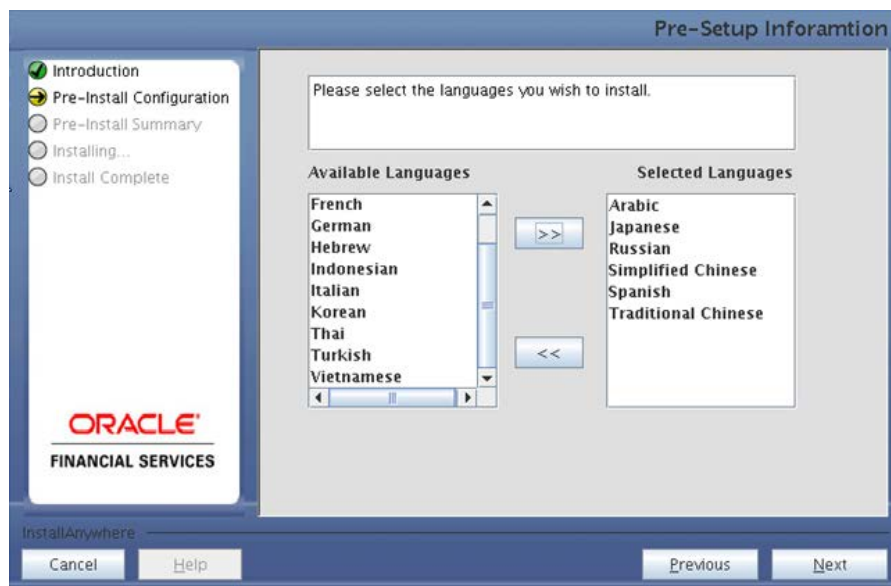 Pre-Setup Inforamtion
Introduction
Pre-Install Configuration
Pre-Install Summary
Installing...
Install Complete
Please select the languages you wish to install.
Available Languages
French
German
Hebrew
Indonesian
Italian
Korean
Thai
Turkish
Vietnamese
>>
<<
Selected Languages
Arabic
Japanese
Russian
Simplified Chinese
Spanish
Traditional Chinese
ORACLE
FINANCIAL SERVICES
InstallAnywhere
Cancel
Help
Previous
Next